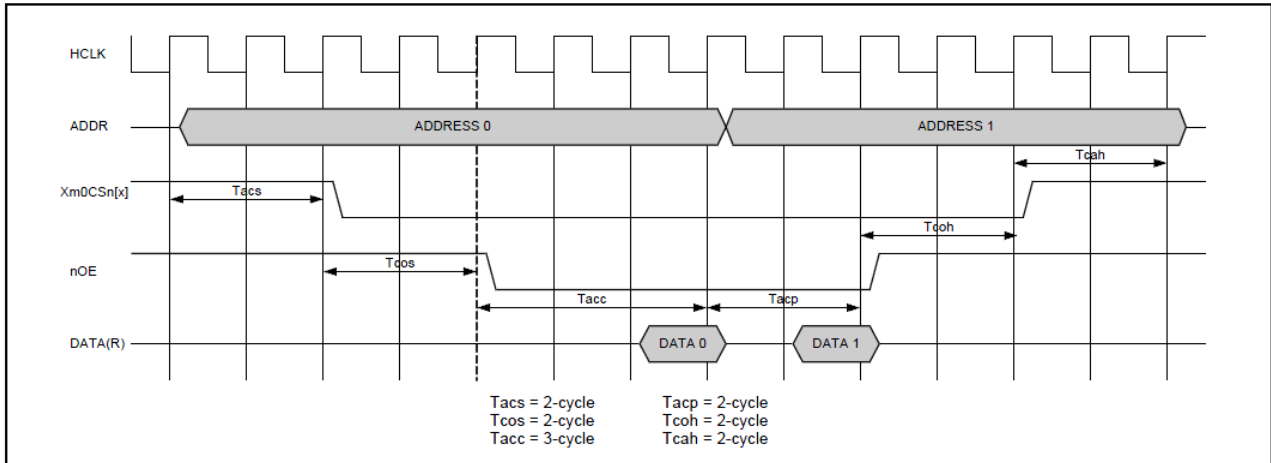 HCLK
ADDR
ADDRESS 0
ADDRESS 1
Tcah
Xm0CSn[x]
Tacs
Tcoh
nOE
Tcos
Tacc
Tacp
DATA(R)
DATA 0
DATA 1
Tacs = 2-cycle
Tacp = 2-cycle
Tcos = 2-cycle
Tcoh = 2-cycle
Tacc = 3-cycle
Tcah = 2-cycle